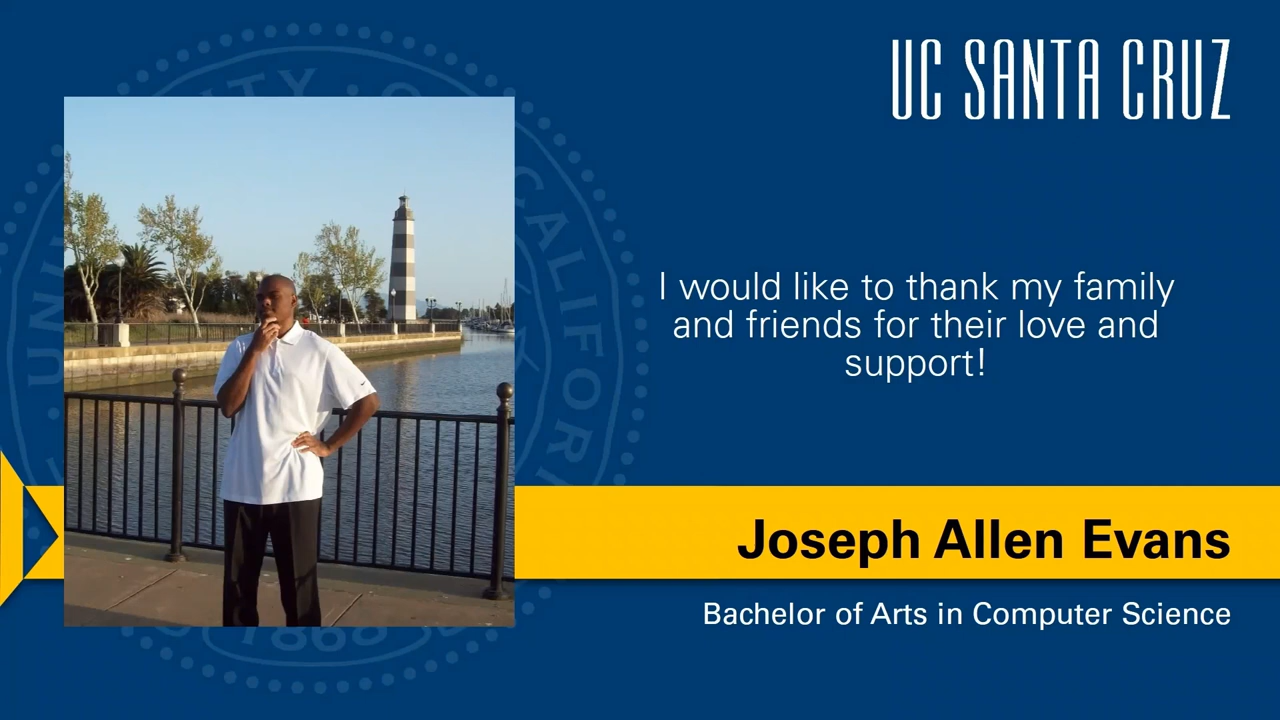 UC SANTA CRUZ
I would like to thank my family
and friends for their love and
support!
Joseph Allen Evans
Bachelor of Arts in Computer Science